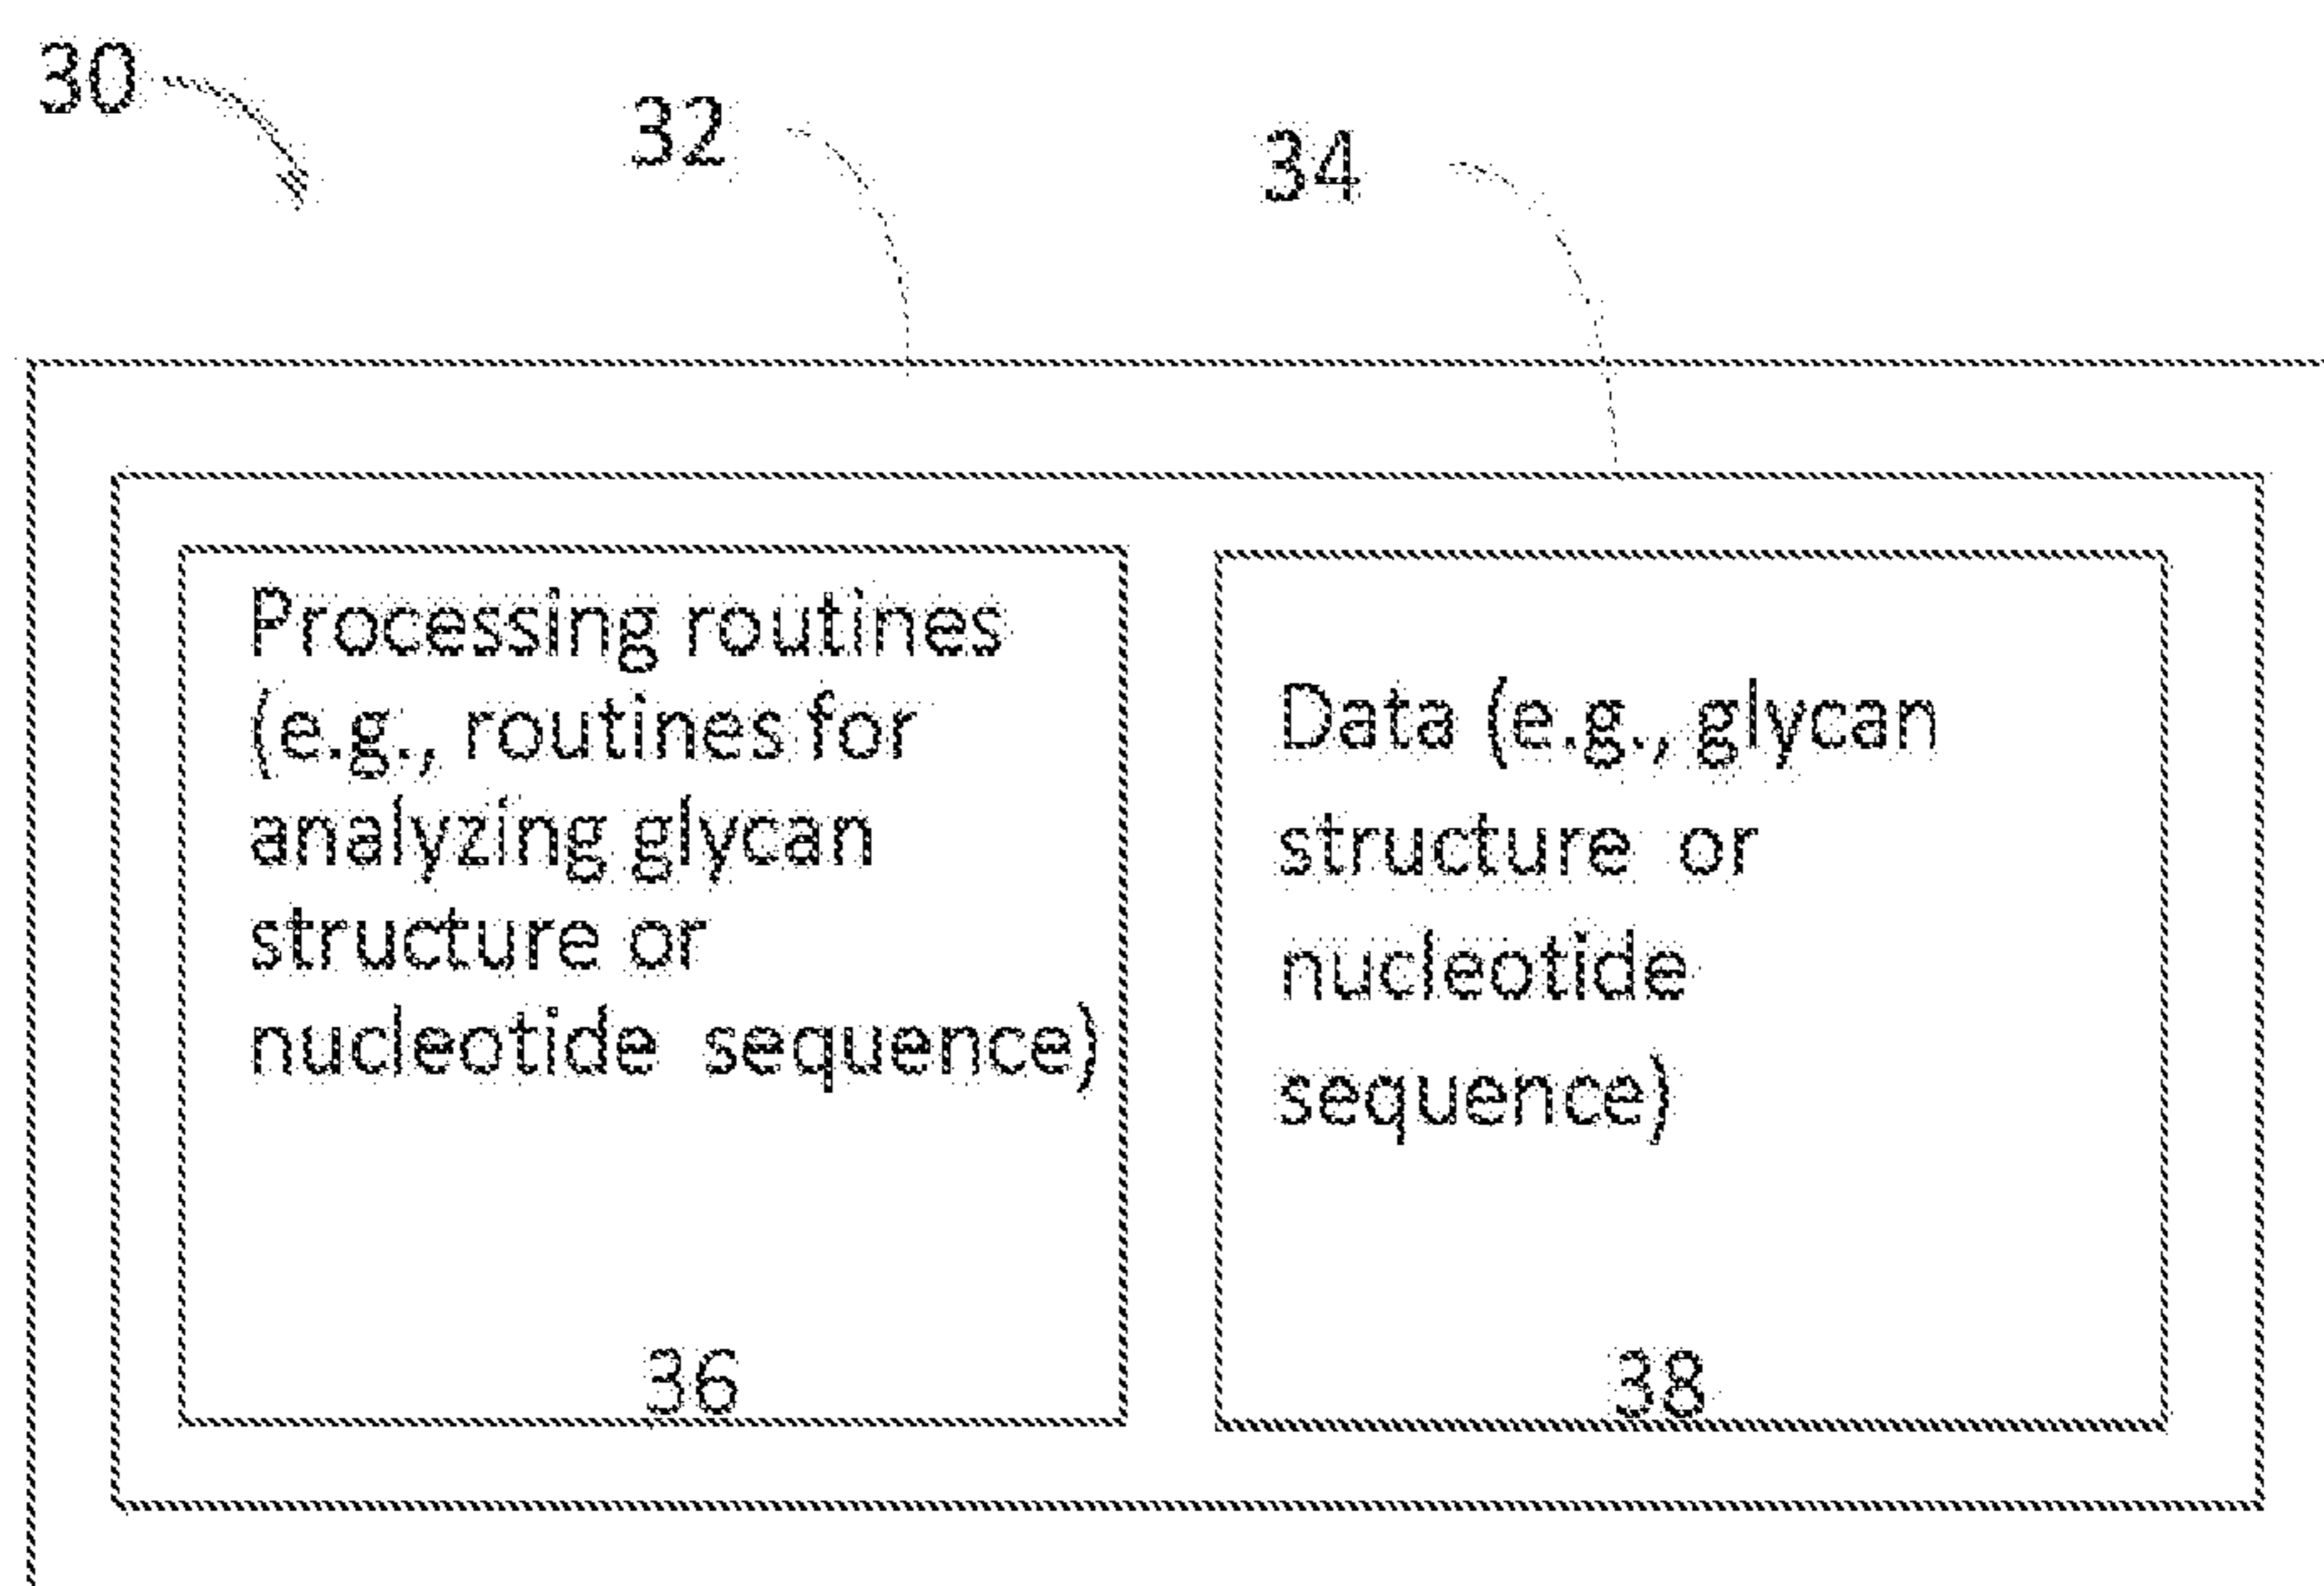 30
32
34
Processing routines
(e.g., routines for
analyzing glycan
structure or
nucleotide sequence)
36
Data (e.g., glycan
structure or
nucleotide
sequence)
38